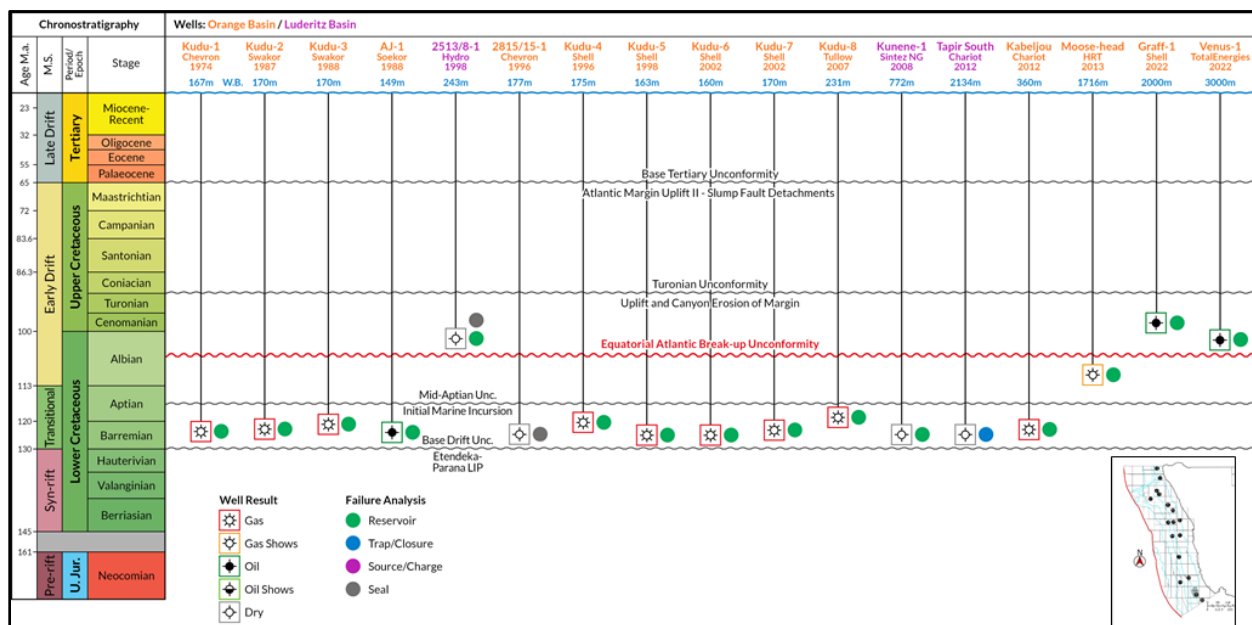 Chronostratigraphy
Wells: Orange Basin / Luderitz Basin
Age M.a.
M.S.
Period/
Epoch
Stage
Kudu-1
Chevron
1974
167m
W.B.
Kudu-2
Swakor
1987
170m
Kudu-3
Swakor
1988
170m
AJ-1
Soekor
1988
149m
2513/8-1
Hydro
1998
243m
2815/15-1
Chevron
1996
177m
Kudu-4
Shell
1996
175m
Kudu-5
Shell
1998
163m
Kudu-6
Shell
2002
160m
Kudu-7
Shell
2002
170m
Kudu-8
Tullow
2007
231m
Kunene-1
Sintez NG
2008
772m
Tapir South
Chariot
2012
2134m
Kabeljou
Chariot
2012
360m
Moose-head
HRT
2013
1716m
Graff-1
Shell
2022
2000m
Venus-1
TotalEnergies
2022
3000m
23
32
55
65
72
83.6
86.3
100
113
120
130
145
161
Late Drift
Early Drift
Transitional
Syn-rift
Pre-rift
Tertiary
Upper Cretaceous
Lower Cretaceous
U. Jur.
Miocene-
Recent
Oligocene
Eocene
Palaeocene
Maastrichtian
Campanian
Santonian
Coniacian
Turonian
Cenomanian
Albian
Aptian
Barremian
Hauterivian
Valanginian
Berriasian
Neocomian
Base Tertiary Unconformity
Atlantic Margin Uplift II - Slump Fault Detachments
Turonian Unconformity
Uplift and Canyon Erosion of Margin
Equatorial Atlantic Break-up Unconformity
Mid-Aptian Unc.
Initial Marine Incursion
Base Drift Unc.
Etendeka-
Parana LIP
Well Result
Gas
Gas Shows
Oil
Oil Shows
Dry
Failure Analysis
Reservoir
Trap/Closure
Source/Charge
Seal
N